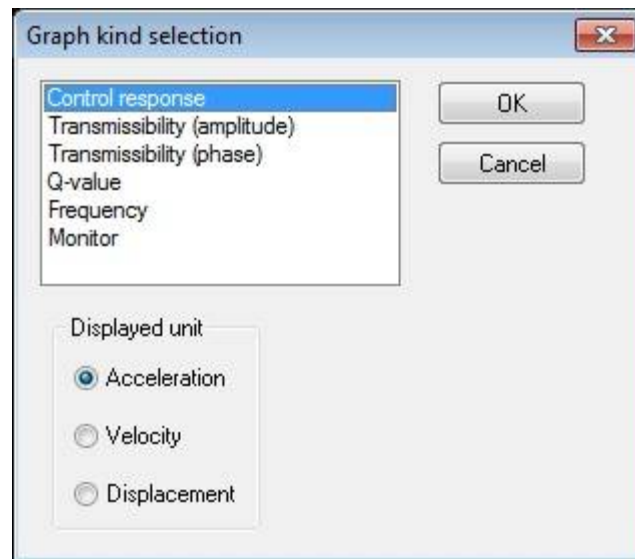 Graph kind selection
Control response
Transmissibility (amplitude)
Transmissibility (phase)
Q-value
Frequency
Monitor
OK
Cancel
Displayed unit
Acceleration
Velocity
Displacement